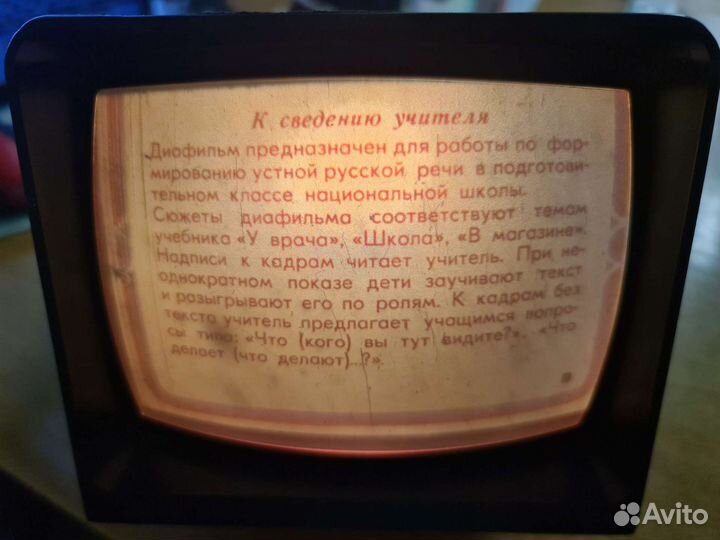 К сведению учителя
Диафильм предназначен для работы по фор-
мированию устной русской речи в подготови-
тельном классе национальной школы.
Сюжеты диафильма соответствуют темам
учебника «У врача», «Школа», «В магазине».
Надписи к кадрам читает учитель. При не-
однократном показе дети заучивают текст
и разыгрывают его по ролям. К кадрам без
текста учитель предлагает учащимся вопро-
сы типа: «Что (кого) вы тут видите?», «Что
делает (что делают)...?»
Avito